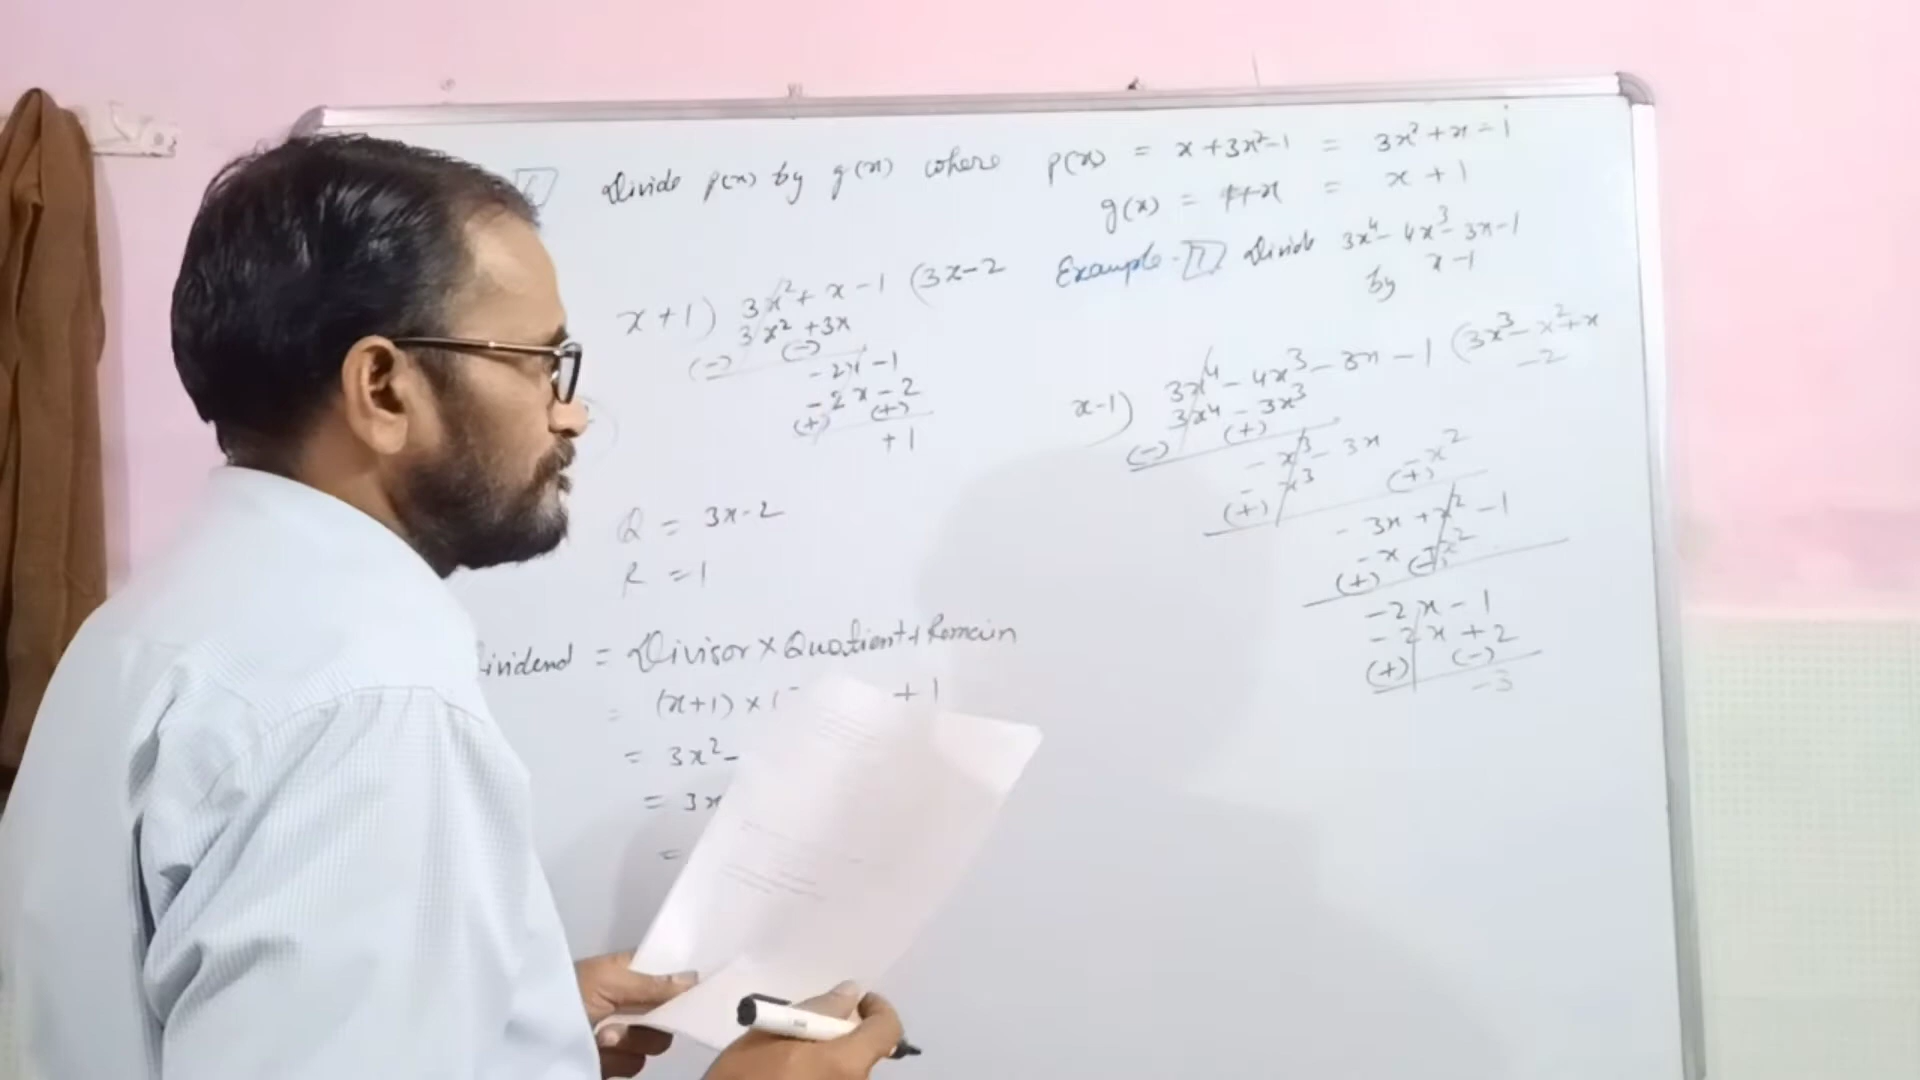 Divide p(x) by g(x) where p(x) = x + 3x² - 1 = 3x² + x - 1
g(x) = 1 + x = x + 1
x + 1 ) 3x² + x - 1 ( 3x - 2
3x² + 3x
(-) (-)
- 2x - 1
- 2x - 2
(+) (+)
+ 1
Q = 3x - 2
R = 1
ividend = Divisor × Quotient + Remain
= (x+1) × ( + 1
= 3x² -
= 3x
=
Example - 7 Divide 3x⁴ - 4x³ - 3x - 1
by x - 1
x - 1 ) 3x⁴ - 4x³ - 3x - 1 ( 3x³ - x² + x
- 2
3x⁴ - 3x³
(-) (+)
- x³ - 3x - x²
- x³ (+)
(+)
- 3x + x² - 1
- x + x²
(+) (-)
- 2x - 1
- 2x + 2
(+) (-)
- 3